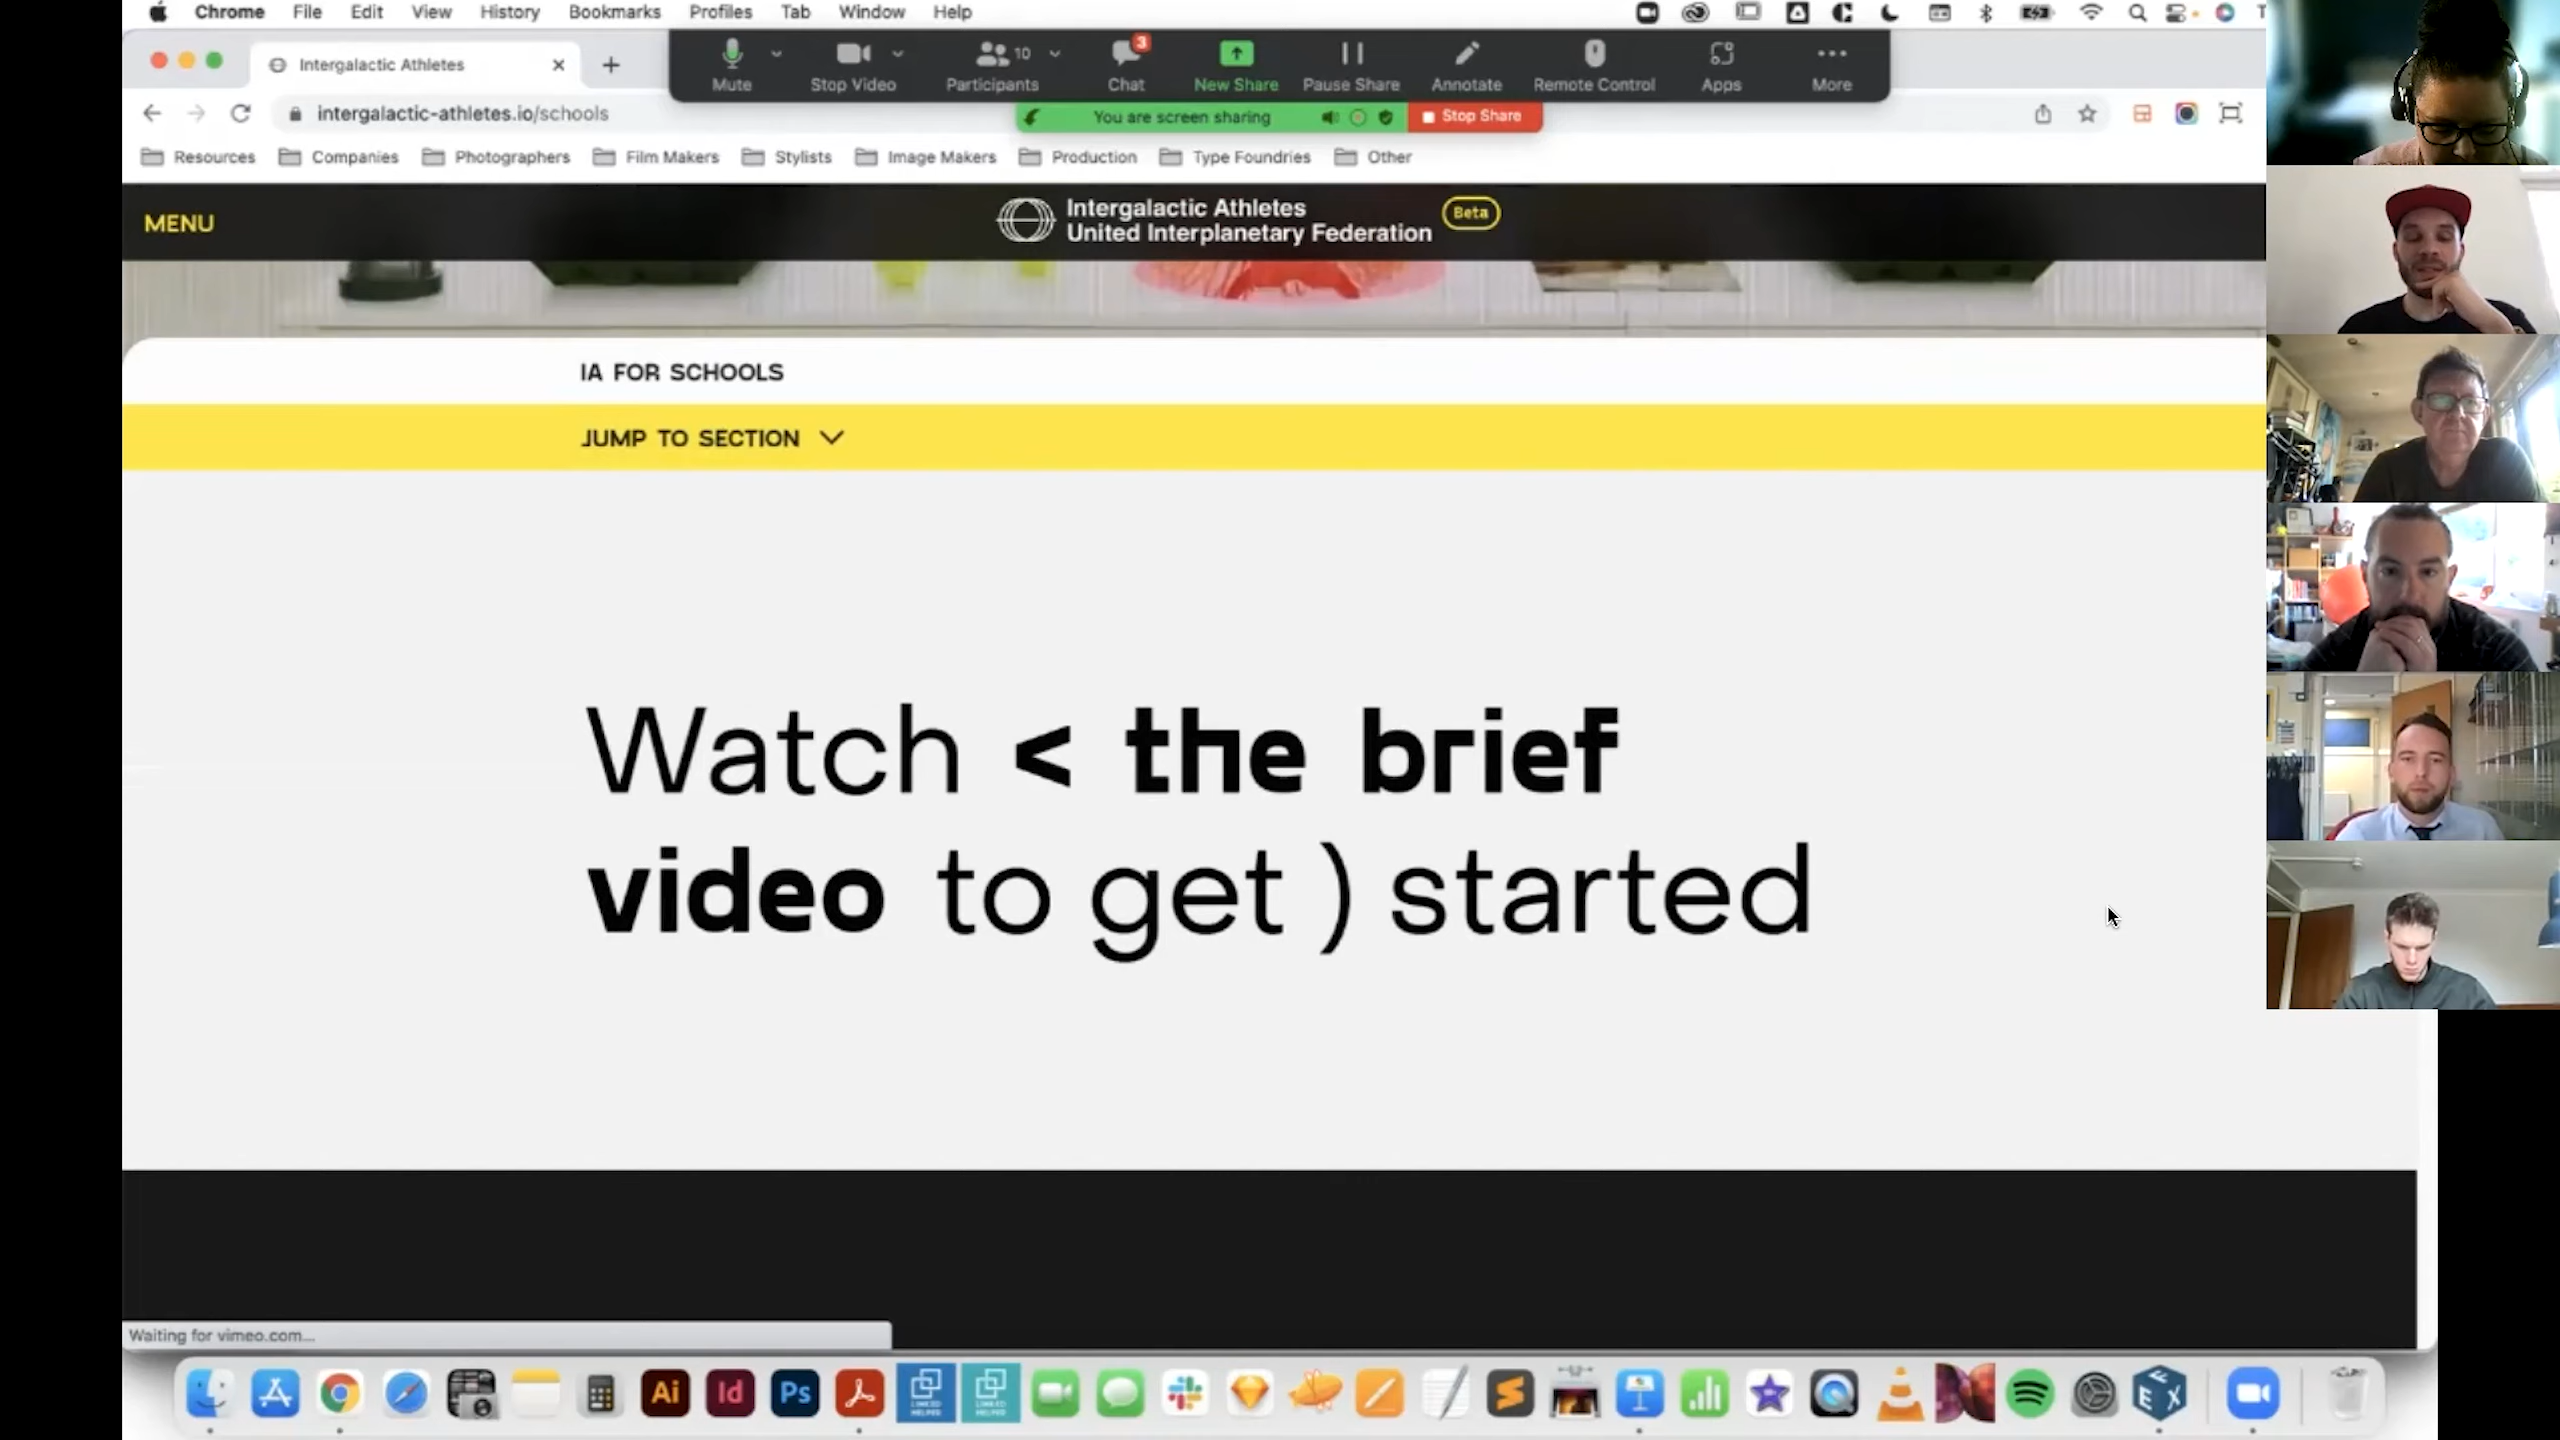 Chrome File Edit View History Bookmarks Profiles Tab Window Help
Intergalactic Athletes
Mute
Stop Video
10
Participants
3
Chat
New Share
Pause Share
Annotate
Remote Control
Apps
More
intergalactic-athletes.io/schools
You are screen sharing
Stop Share
Resources Companies Photographers Film Makers Stylists Image Makers Production Type Foundries Other
MENU
Intergalactic Athletes
United Interplanetary Federation
Beta
IA FOR SCHOOLS
JUMP TO SECTION
Watch < the brief
video to get ) started
Waiting for vimeo.com...
Ai Id Ps
LINKED
HELPER
LINKED
HELPER
F
E X